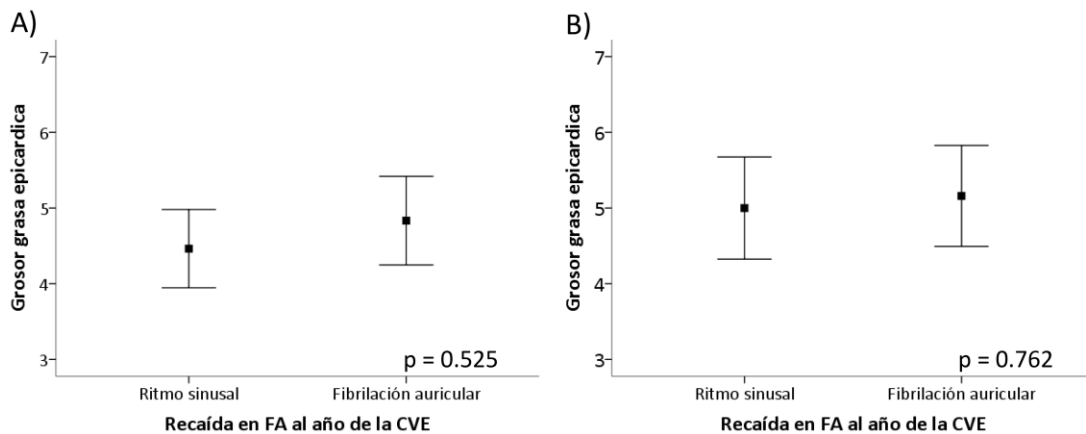 A)
Grosor grasa epicardica
7
6
5
4
3
p = 0.525
Ritmo sinusal
Fibrilación auricular
Recaída en FA al año de la CVE
B)
Grosor grasa epicardica
7
6
5
4
3
p = 0.762
Ritmo sinusal
Fibrilación auricular
Recaída en FA al año de la CVE